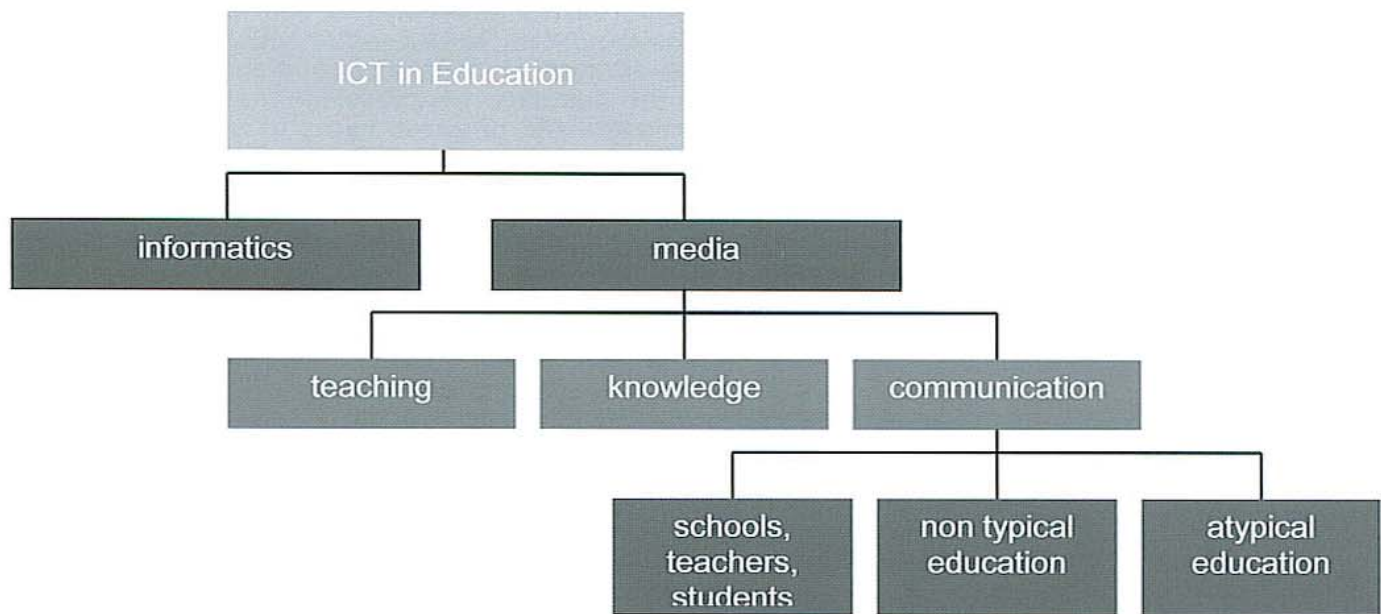 ICT in Education
informatics
media
teaching
knowledge
communication
schools,
teachers,
students
non typical
education
atypical
education